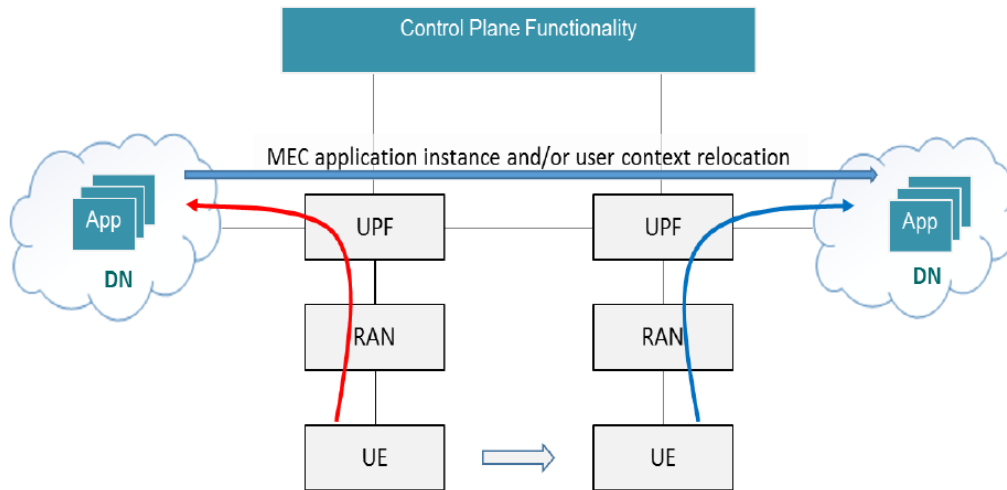 Control Plane Functionality
MEC application instance and/or user context relocation
App
DN
UPF
UPF
App
DN
RAN
RAN
UE
UE